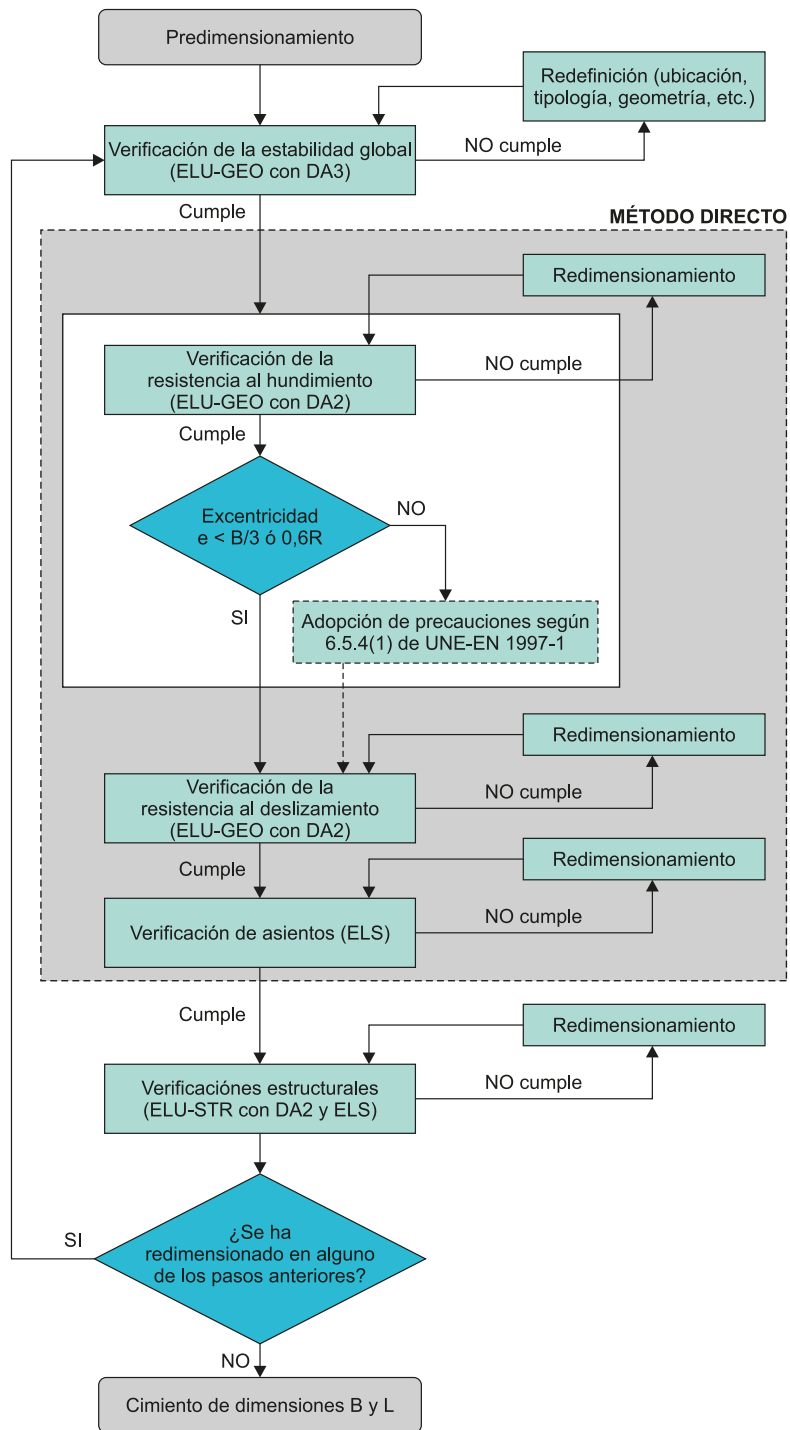 Predimensionamiento
Redefinición (ubicación,
tipología, geometría, etc.)
Verificación de la estabilidad global
(ELU-GEO con DA3)
NO cumple
Cumple
MÉTODO DIRECTO
Redimensionamiento
Verificación de la
resistencia al hundimiento
(ELU-GEO con DA2)
NO cumple
Cumple
Excentricidad
e < B/3 ó 0,6R
NO
SI
Adopción de precauciones según
6.5.4(1) de UNE-EN 1997-1
Redimensionamiento
Verificación de la
resistencia al deslizamiento
(ELU-GEO con DA2)
NO cumple
Cumple
Redimensionamiento
Verificación de asientos (ELS)
NO cumple
Cumple
Redimensionamiento
Verificaciónes estructurales
(ELU-STR con DA2 y ELS)
NO cumple
¿Se ha
redimensionado en alguno
de los pasos anteriores?
SI
NO
Cimiento de dimensiones B y L